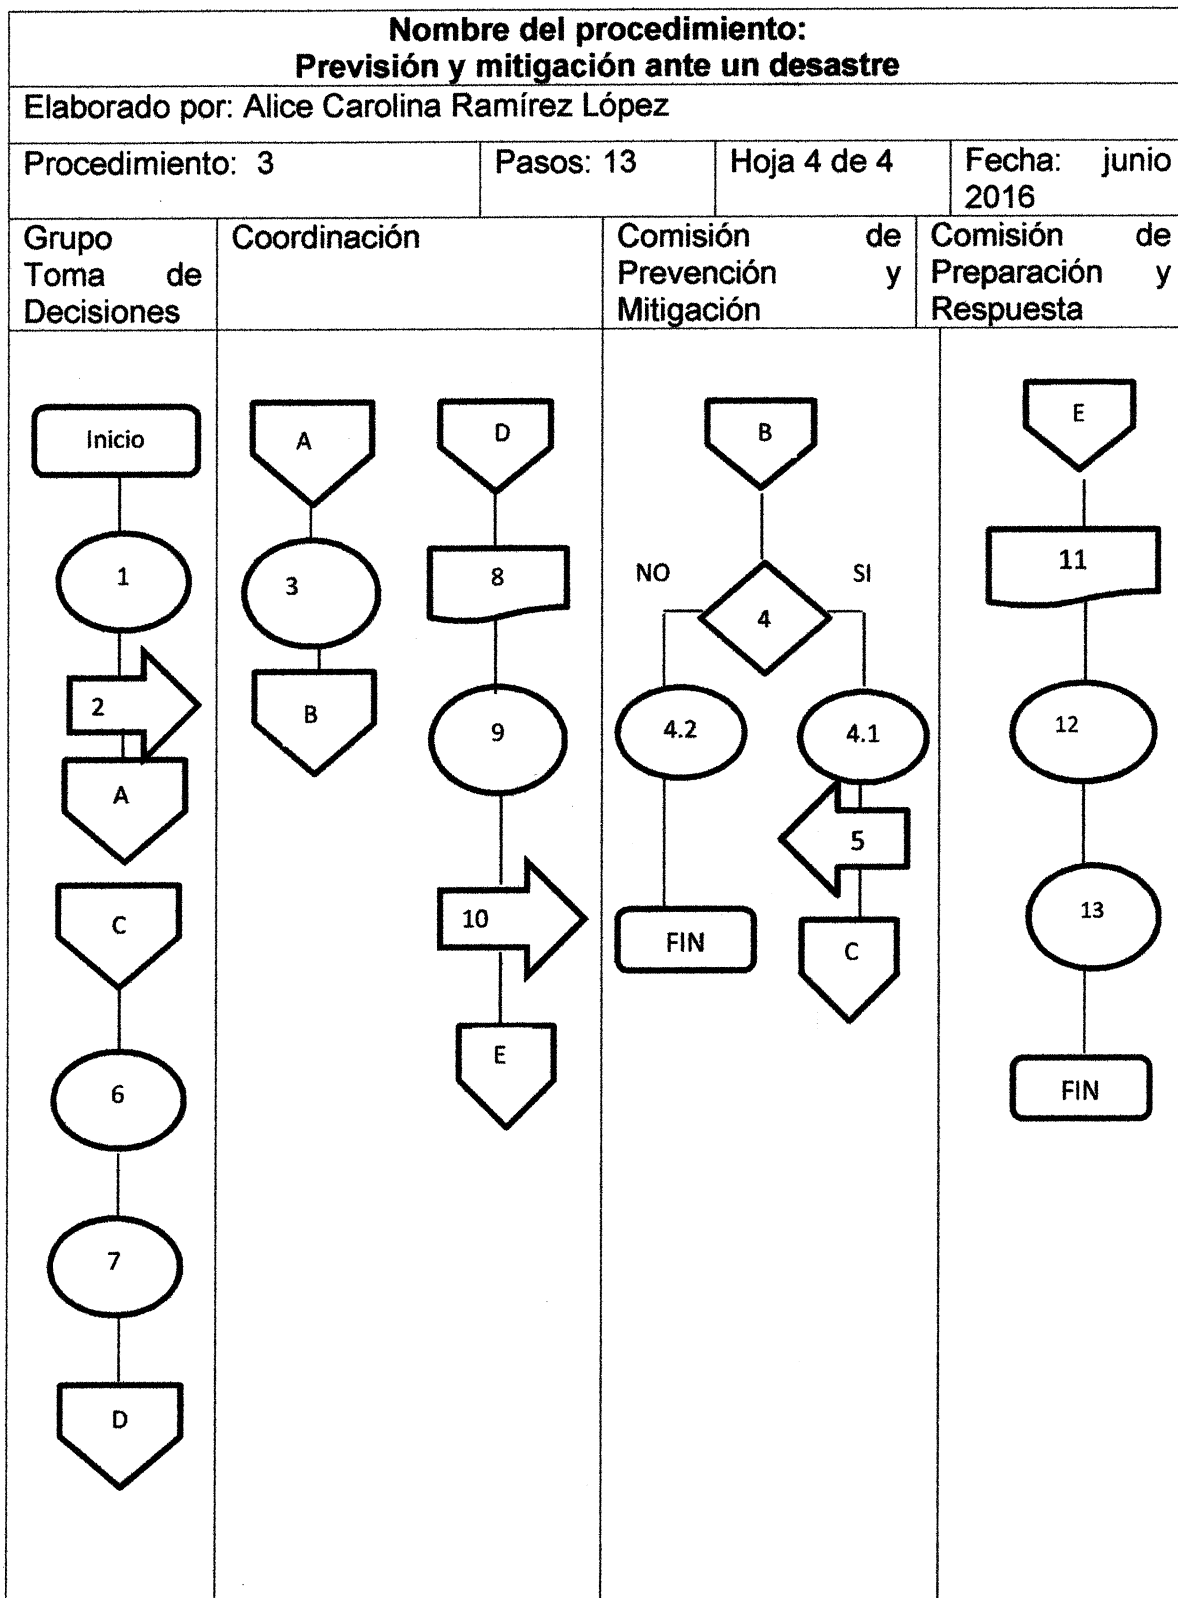 Nombre del procedimiento:
Previsión y mitigación ante un desastre
Elaborado por: Alice Carolina Ramírez López
Procedimiento: 3
Pasos: 13
Hoja 4 de 4
Fecha: junio
2016
Grupo
Toma de
Decisiones
Coordinación
Comisión de
Prevención y
Mitigación
Comisión de
Preparación y
Respuesta
Inicio
1
2
A
C
6
7
D
A
3
B
D
8
9
10
E
B
NO
SI
4
4.2
4.1
5
FIN
C
E
11
12
13
FIN